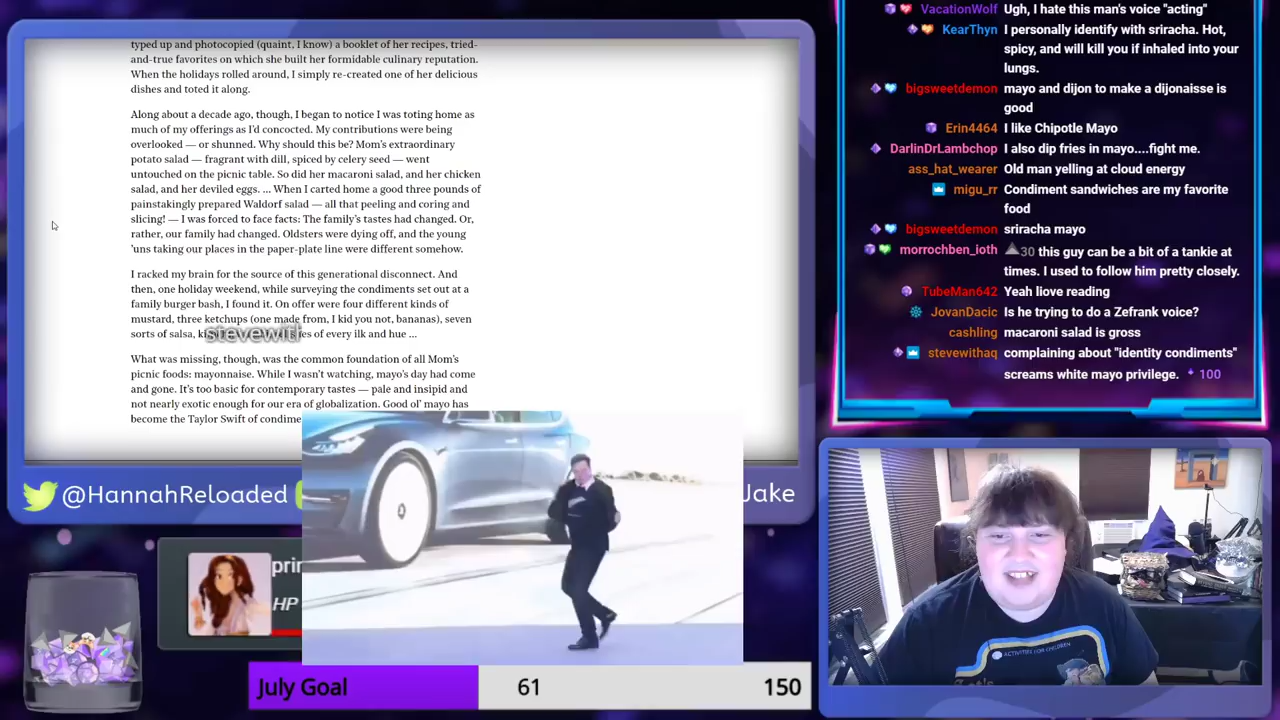 typed up and photocopied (quaint, I know) a booklet of her recipes, tried-
and-true favorites on which she built her formidable culinary reputation.
When the holidays rolled around, I simply re-created one of her delicious
dishes and toted it along.
Along about a decade ago, though, I began to notice I was toting home as
much of my offerings as I'd concocted. My contributions were being
overlooked — or shunned. Why should this be? Mom's extraordinary
potato salad — fragrant with dill, spiced by celery seed — went
untouched on the picnic table. So did her macaroni salad, and her chicken
salad, and her deviled eggs. ... When I carted home a good three pounds of
painstakingly prepared Waldorf salad — all that peeling and coring and
slicing! — I was forced to face facts: The family's tastes had changed. Or,
rather, our family had changed. Oldsters were dying off, and the young
'uns taking our places in the paper-plate line were different somehow.
I racked my brain for the source of this generational disconnect. And
then, one holiday weekend, while surveying the condiments set out at a
family burger bash, I found it. On offer were four different kinds of
mustard, three ketchups (one made from, I kid you not, bananas), seven
sorts of salsa, of every ilk and hue ...
stevewith
What was missing, though, was the common foundation of all Mom's
picnic foods: mayonnaise. While I wasn't watching, mayo's day had come
and gone. It's too basic for contemporary tastes — pale and insipid and
not nearly exotic enough for our era of globalization. Good ol' mayo has
become the Taylor Swift of condime
@HannahReloaded
Jake
prin
HP
July Goal 61 150
VacationWolf Ugh, I hate this man's voice "acting"
KearThyn I personally identify with sriracha. Hot,
spicy, and will kill you if inhaled into your
lungs.
bigsweetdemon mayo and dijon to make a dijonaisse is
good
Erin4464 I like Chipotle Mayo
DarlinDrLambchop I also dip fries in mayo....fight me.
ass_hat_wearer Old man yelling at cloud energy
migu_rr Condiment sandwiches are my favorite
food
bigsweetdemon sriracha mayo
morrochben_ioth 30 this guy can be a bit of a tankie at
times. I used to follow him pretty closely.
TubeMan642 Yeah liove reading
JovanDacic Is he trying to do a Zefrank voice?
cashling macaroni salad is gross
stevewithaq complaining about "identity condiments"
screams white mayo privilege. 100
ACTIVITIES FOR CHILDREN